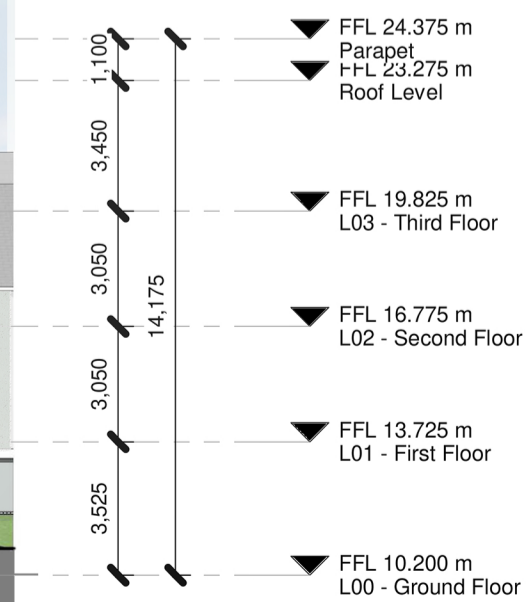 FFL 24.375 m
Parapet
FFL 23.275 m
Roof Level
FFL 19.825 m
L03 - Third Floor
FFL 16.775 m
L02 - Second Floor
FFL 13.725 m
L01 - First Floor
FFL 10.200 m
L00 - Ground Floor
1,100
3,450
3,050
3,050
3,525
14,175